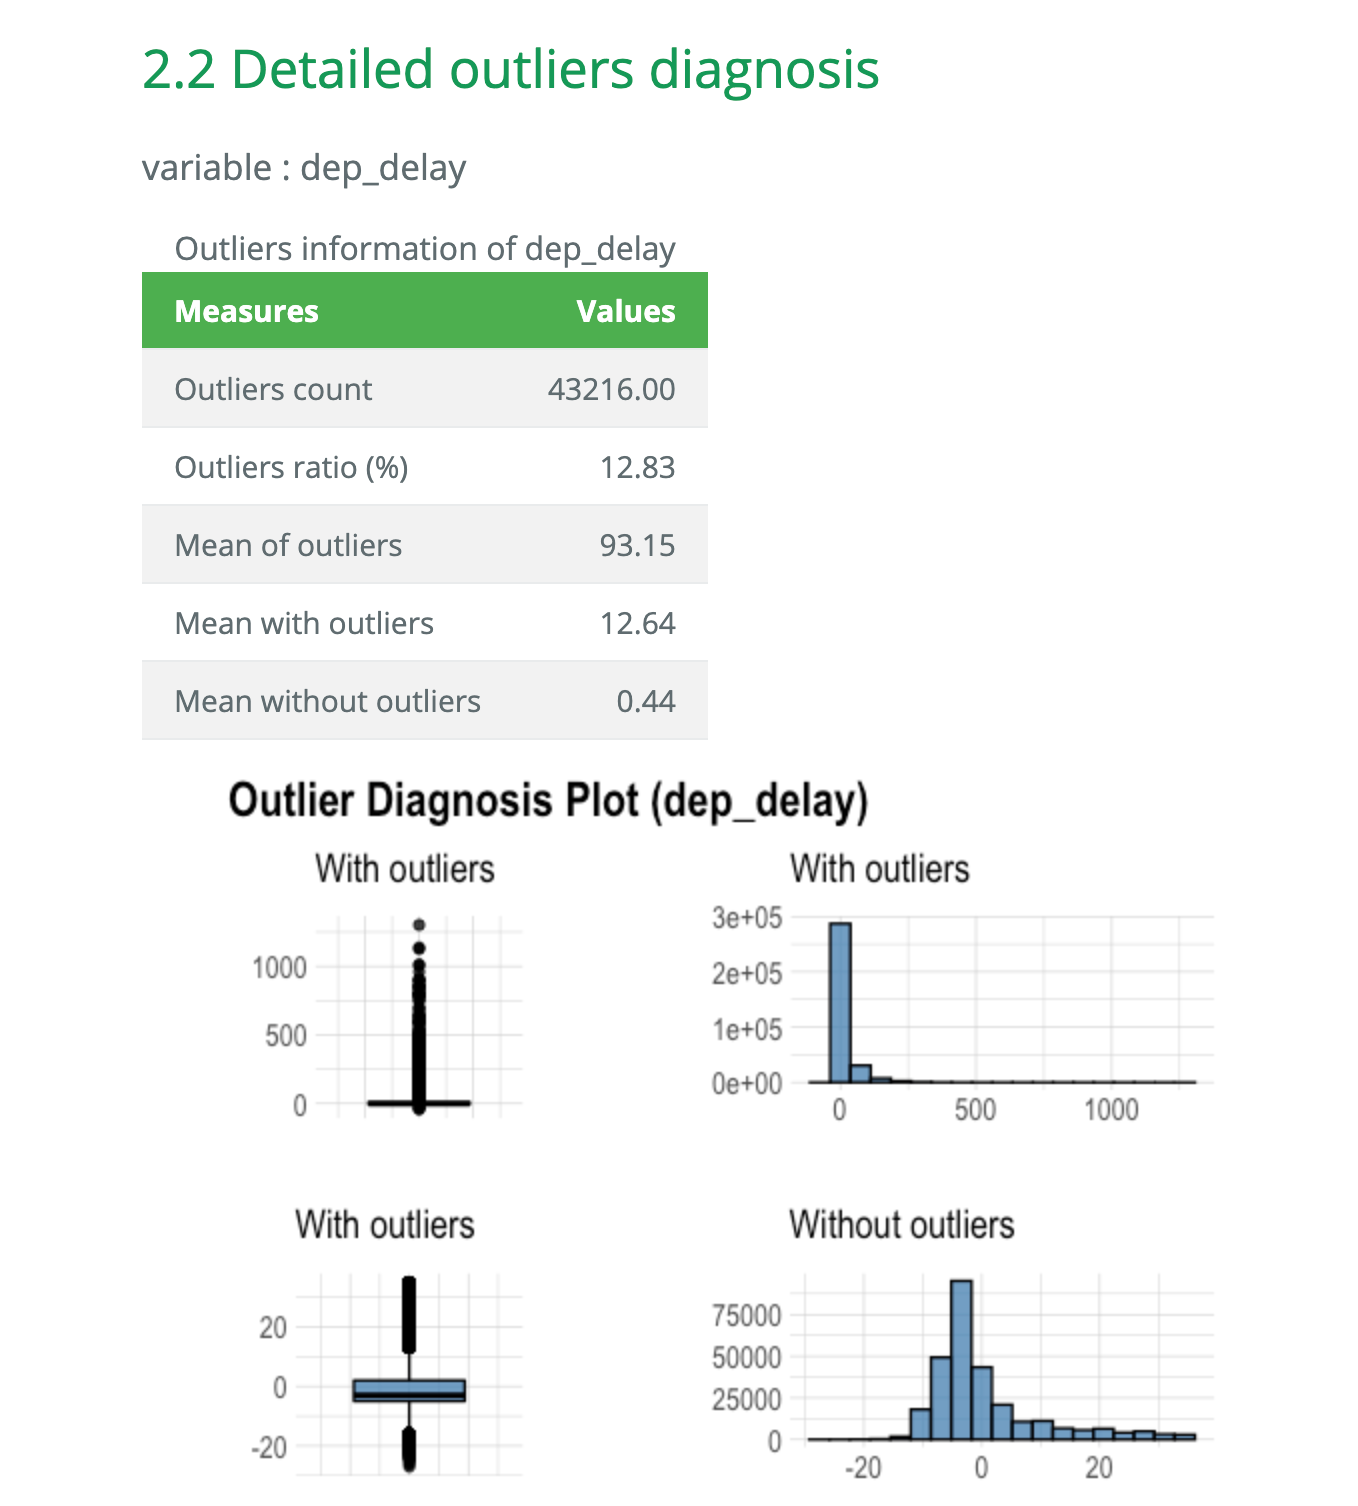 2.2 Detailed outliers diagnosis
variable : dep_delay
Outliers information of dep_delay
Measures Values
Outliers count 43216.00
Outliers ratio (%) 12.83
Mean of outliers 93.15
Mean with outliers 12.64
Mean without outliers 0.44
Outlier Diagnosis Plot (dep_delay)
With outliers
1000
500
0
With outliers
3e+05
2e+05
1e+05
0e+00
0 500 1000
With outliers
20
0
-20
Without outliers
75000
50000
25000
0
-20 0 20